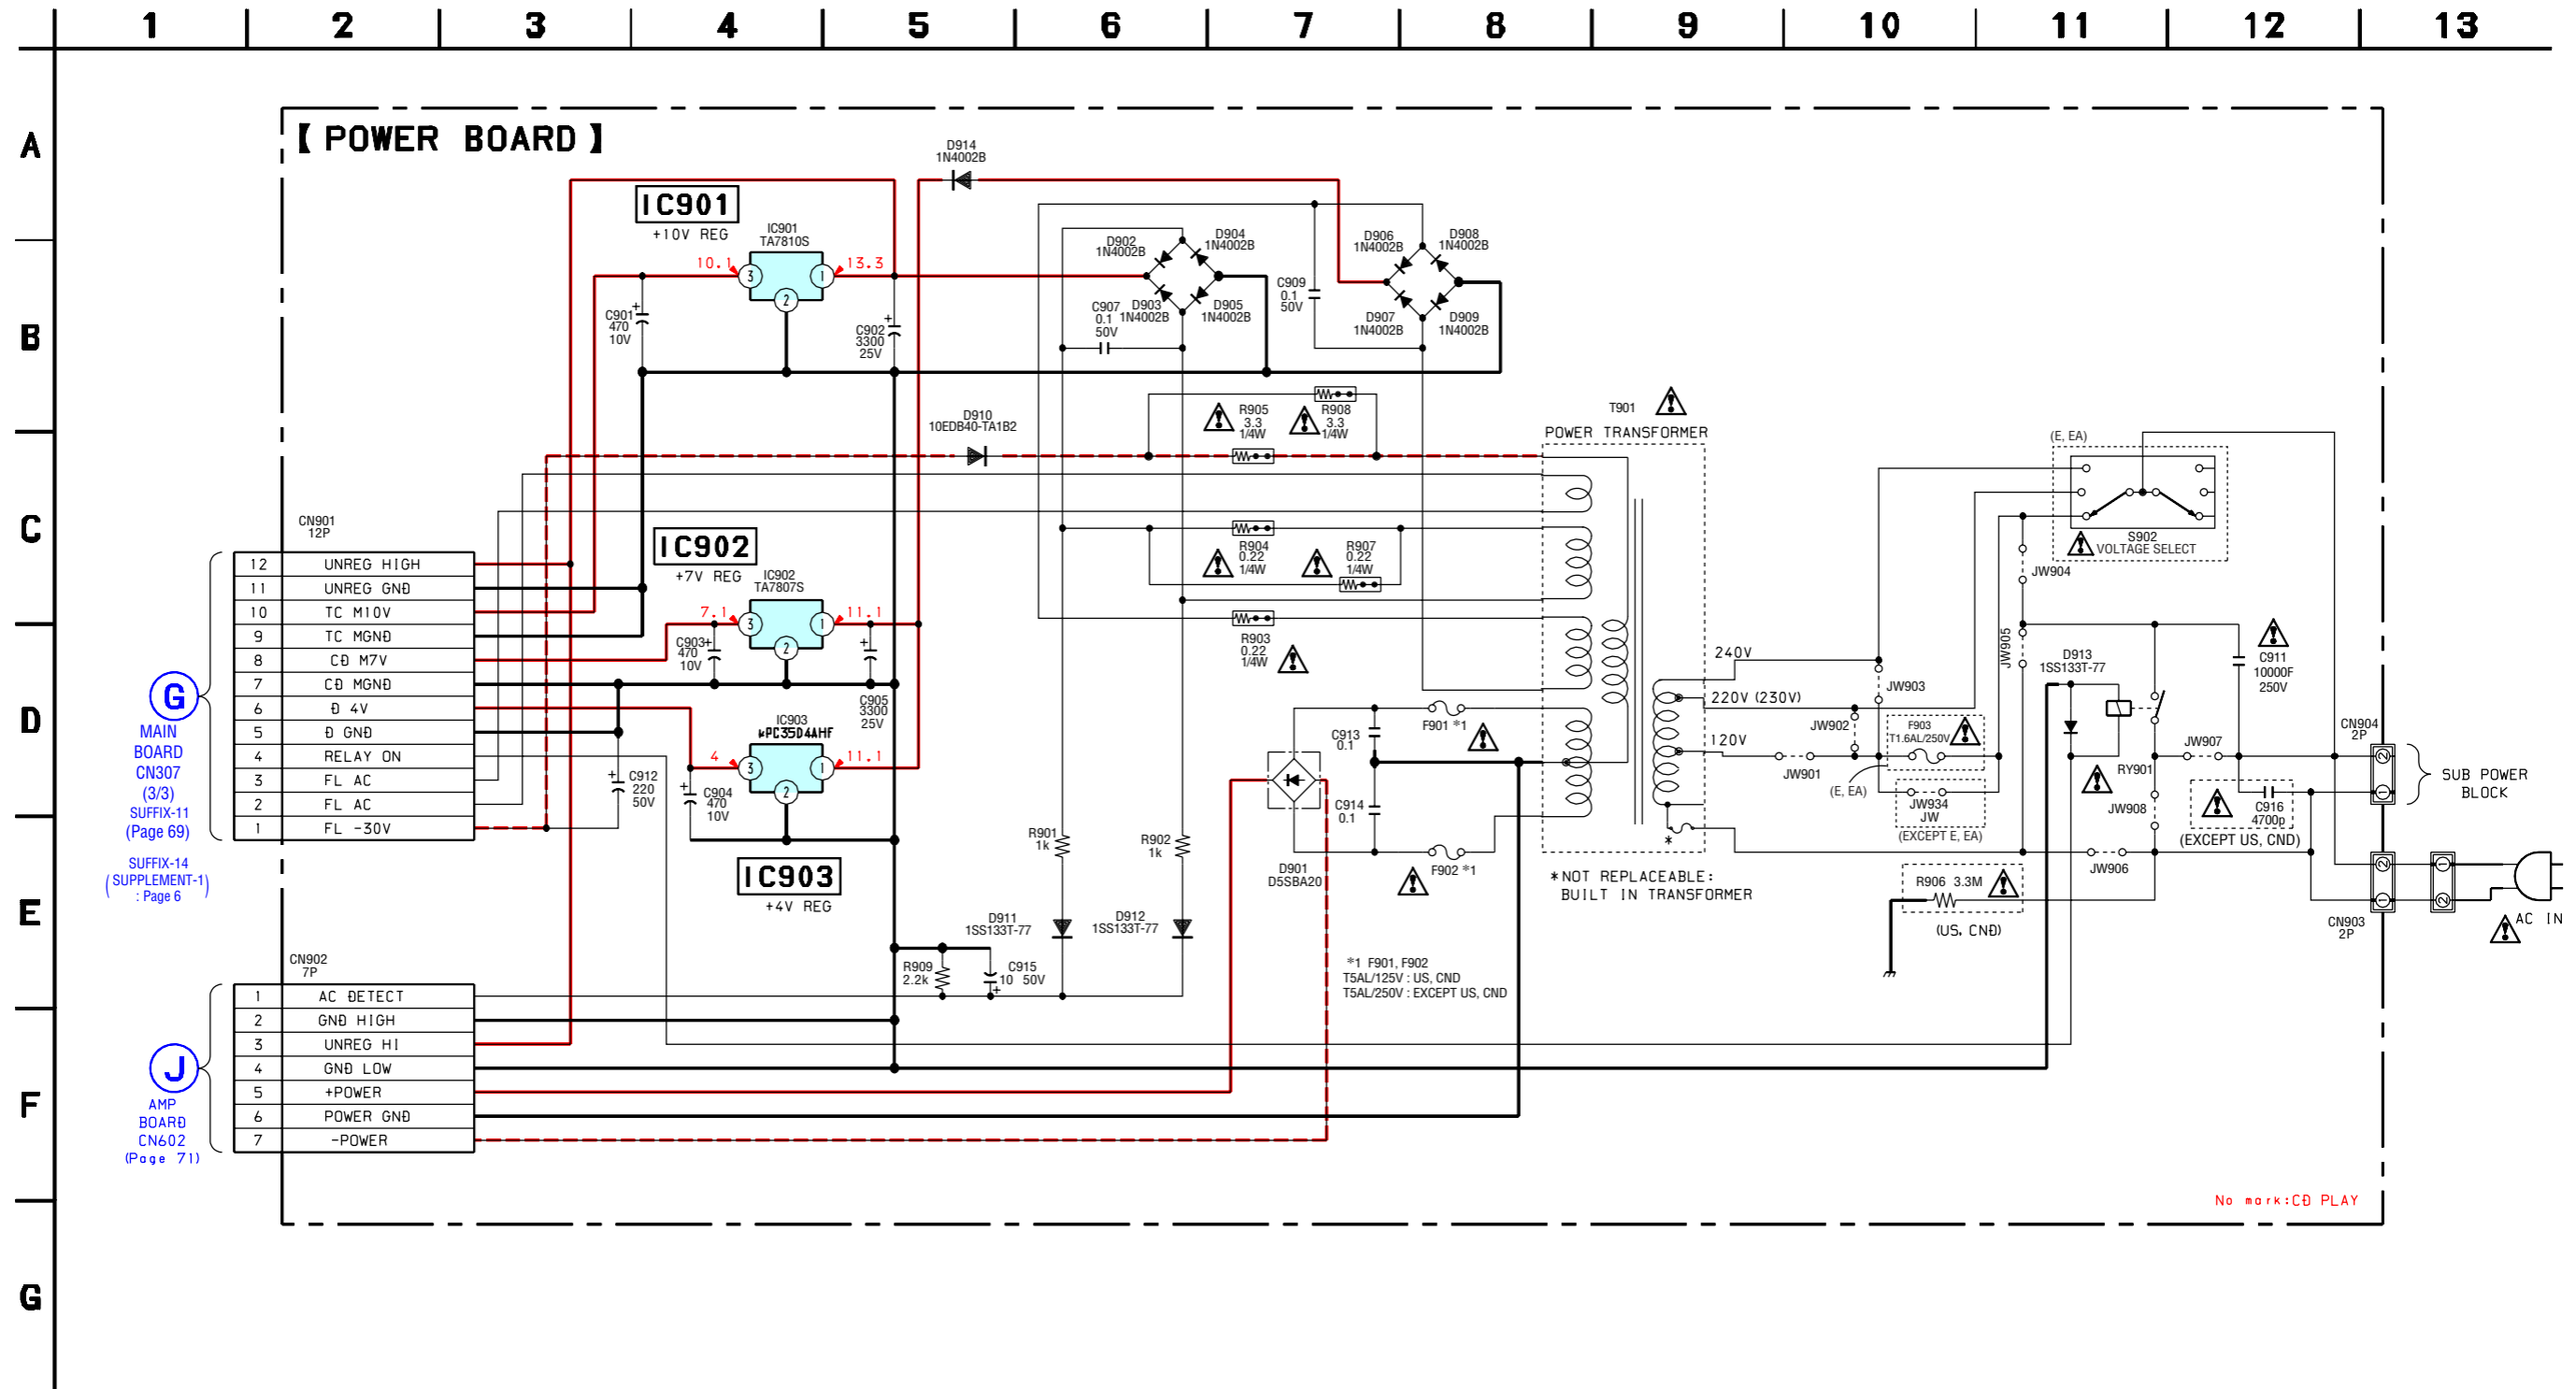 1 2 3 4 5 6 7 8 9 10 11 12 13
A
B
C
D
E
F
G
【 POWER BOARD 】
D914
1N4002B
IC901
+10V REG
IC901
TA7810S
10.1
3
1
2
13.3
C901
470
10V
C902
3300
25V
D902
1N4002B
D904
1N4002B
D903
1N4002B
D905
1N4002B
C907
0.1
50V
C909
0.1
50V
D906
1N4002B
D908
1N4002B
D907
1N4002B
D909
1N4002B
D910
10EDB40-TA1B2
R905
3.3
1/4W
R908
3.3
1/4W
R904
0.22
1/4W
R907
0.22
1/4W
R903
0.22
1/4W
T901
POWER TRANSFORMER
(E, EA)
S902
VOLTAGE SELECT
JW904
JW905
CN901
12P
12 UNREG HIGH
11 UNREG GND
10 TC M10V
9 TC MGND
8 CD M7V
7 CD MGND
6 D 4V
5 D GND
4 RELAY ON
3 FL AC
2 FL AC
1 FL -30V
G
MAIN
BOARD
CN307
(3/3)
SUFFIX-11
(Page 69)
SUFFIX-14
(SUPPLEMENT-1)
: Page 6
IC902
+7V REG
IC902
TA7807S
7.1
3
1
2
11.1
C903
470
10V
C905
3300
25V
IC903
µPC35D4AHF
4
3
1
2
11.1
C912
220
50V
C904
470
10V
IC903
+4V REG
R901
1k
R902
1k
D911
1SS133T-77
D912
1SS133T-77
R909
2.2k
C915
10 50V
D901
D5SBA20
C913
0.1
C914
0.1
F901 *1
F902 *1
*1 F901, F902
T5AL/125V : US, CND
T5AL/250V : EXCEPT US, CND
*
*NOT REPLACEABLE:
BUILT IN TRANSFORMER
240V
220V (230V)
120V
JW901
JW902
JW903
F903
T1.6AL/250V
(E, EA)
JW934
JW
(EXCEPT E, EA)
R906 3.3M
(US, CND)
D913
1SS133T-77
RY901
JW906
JW907
JW908
C911
10000F
250V
C916
4700p
(EXCEPT US, CND)
CN904
2P
2
1
SUB POWER
BLOCK
CN903
2P
2
1
1
2
AC IN
CN902
7P
1 AC DETECT
2 GND HIGH
3 UNREG HI
4 GND LOW
5 +POWER
6 POWER GND
7 -POWER
J
AMP
BOARD
CN602
(Page 71)
No mark:CD PLAY